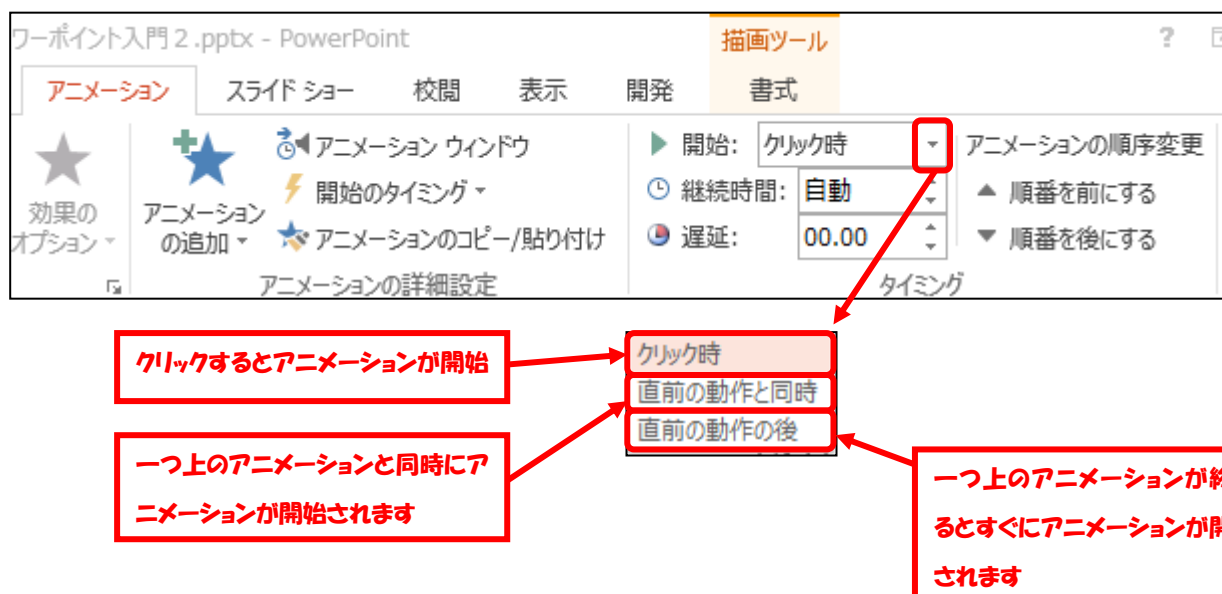 ワーポイント入門２.pptx - PowerPoint
描画ツール
?
アニメーション
スライド ショー
校閲
表示
開発
書式
効果の
オプション
アニメーション
の追加
アニメーション ウィンドウ
開始のタイミング
アニメーションのコピー/貼り付け
アニメーションの詳細設定
開始: クリック時
継続時間: 自動
遅延: 00.00
アニメーションの順序変更
順番を前にする
順番を後にする
タイミング
クリックするとアニメーションが開始
クリック時
直前の動作と同時
直前の動作の後
一つ上のアニメーションと同時にア
ニメーションが開始されます
一つ上のアニメーションが
るとすぐにアニメーションが
されます